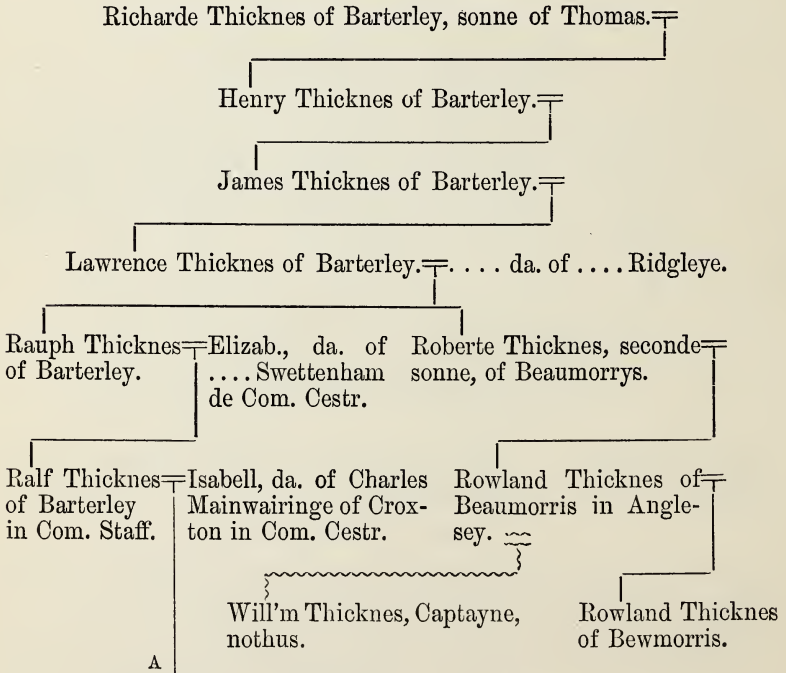 Richarde Thicknes of Barterley, sonne of Thomas.
Henry Thicknes of Barterley.
James Thicknes of Barterley.
Lawrence Thicknes of Barterley. . . . . da. of . . . . Ridgleye.
Rauph Thicknes
of Barterley.
Elizab., da. of
. . . . Swettenham
de Com. Cestr.
Roberte Thicknes, seconde
sonne, of Beaumorrys.
Ralf Thicknes
of Barterley
in Com. Staff.
Isabell, da. of Charles
Mainwairinge of Crox-
ton in Com. Cestr.
Rowland Thicknes of
Beaumorris in Angle-
sey.
Will'm Thicknes, Captayne,
nothus.
Rowland Thicknes
of Bewmorris.
A